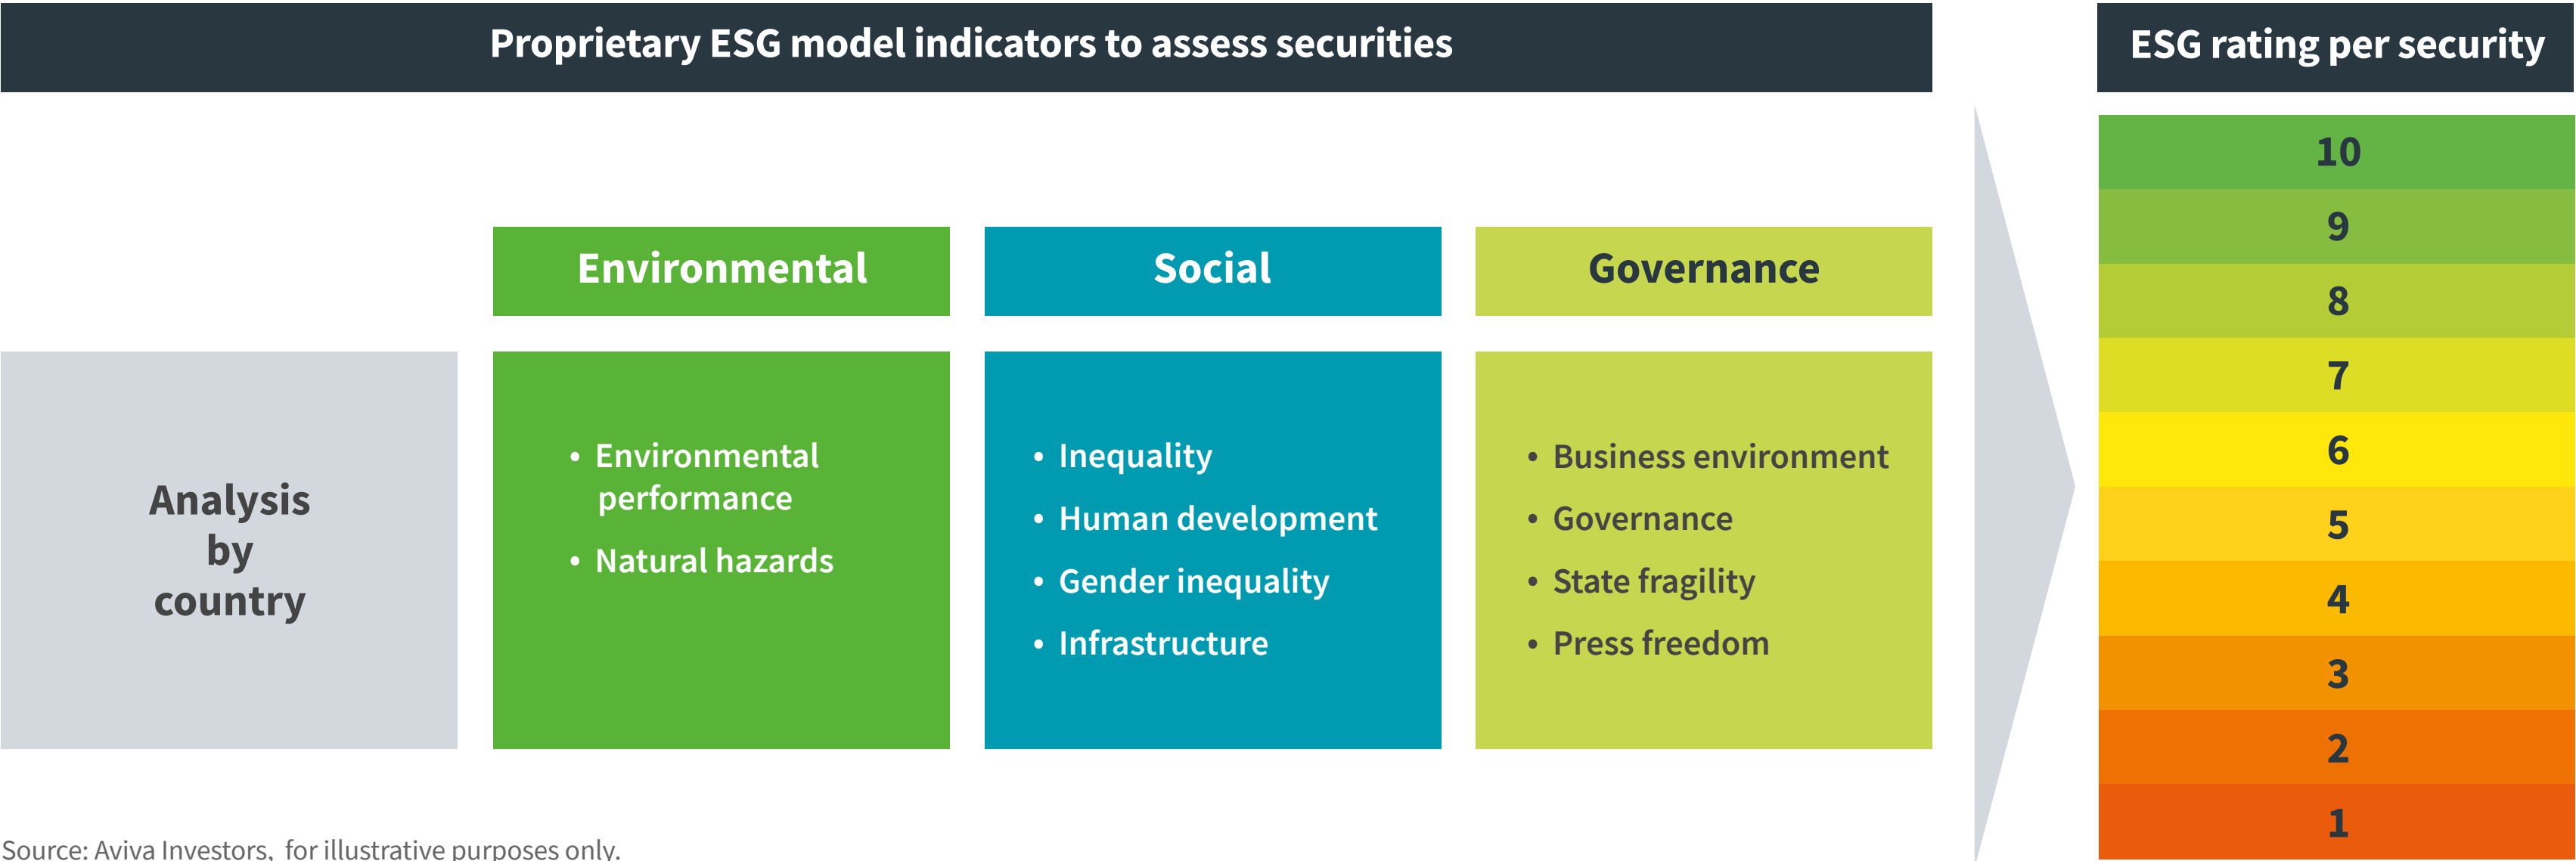 Proprietary ESG model indicators to assess securities
ESG rating per security
Environmental
Social
Governance
Analysis
by
country
• Environmental
performance
• Natural hazards
• Inequality
• Human development
• Gender inequality
• Infrastructure
• Business environment
• Governance
• State fragility
• Press freedom
10
9
8
7
6
5
4
3
2
1
Source: Aviva Investors, for illustrative purposes only.